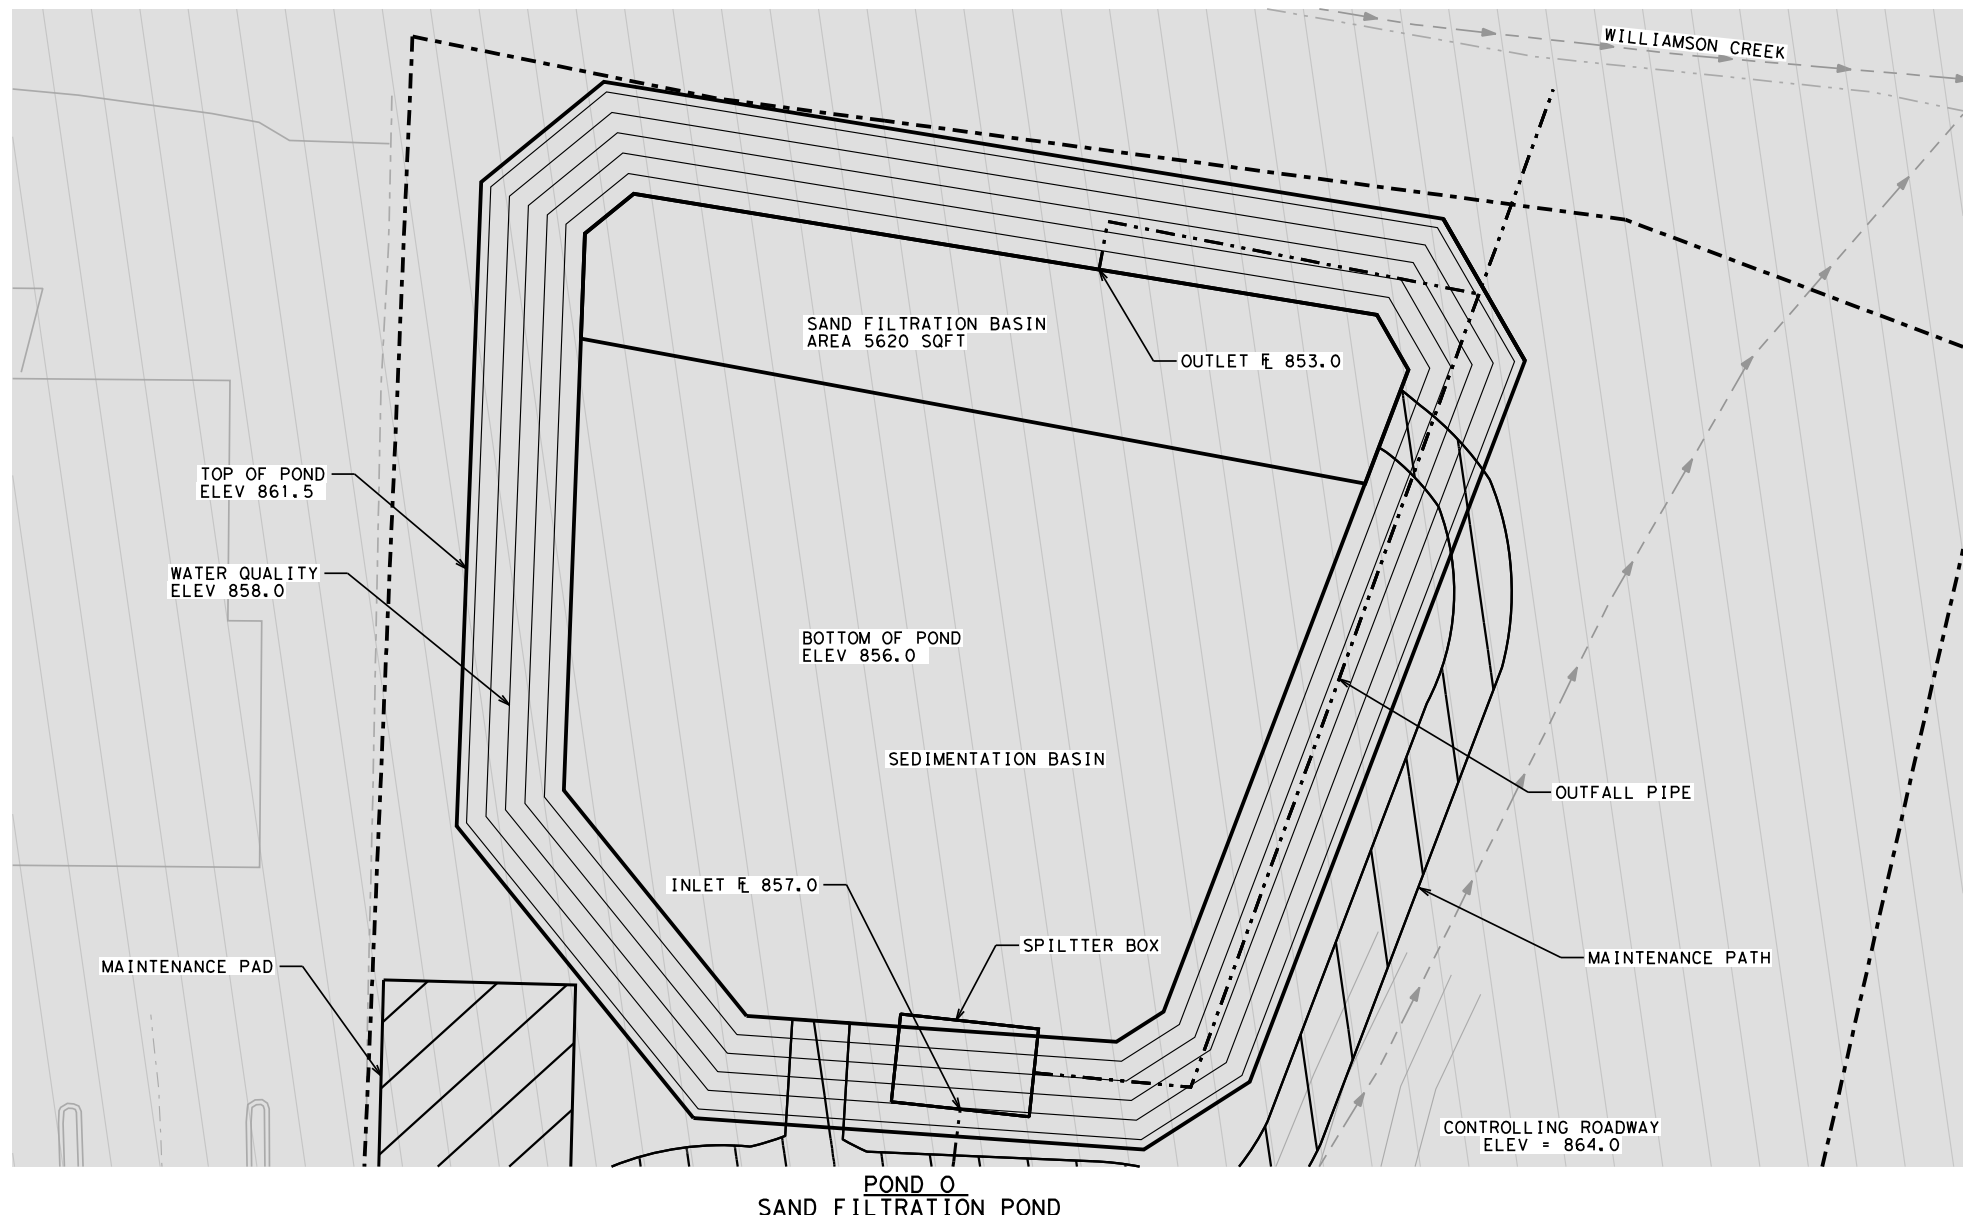 WILLIAMSON CREEK
SAND FILTRATION BASIN
AREA 5620 SQFT
OUTLET FL 853.0
TOP OF POND
ELEV 861.5
WATER QUALITY
ELEV 858.0
BOTTOM OF POND
ELEV 856.0
SEDIMENTATION BASIN
OUTFALL PIPE
INLET FL 857.0
SPILTTER BOX
MAINTENANCE PATH
MAINTENANCE PAD
CONTROLLING ROADWAY
ELEV = 864.0
POND O
SAND FILTRATION POND